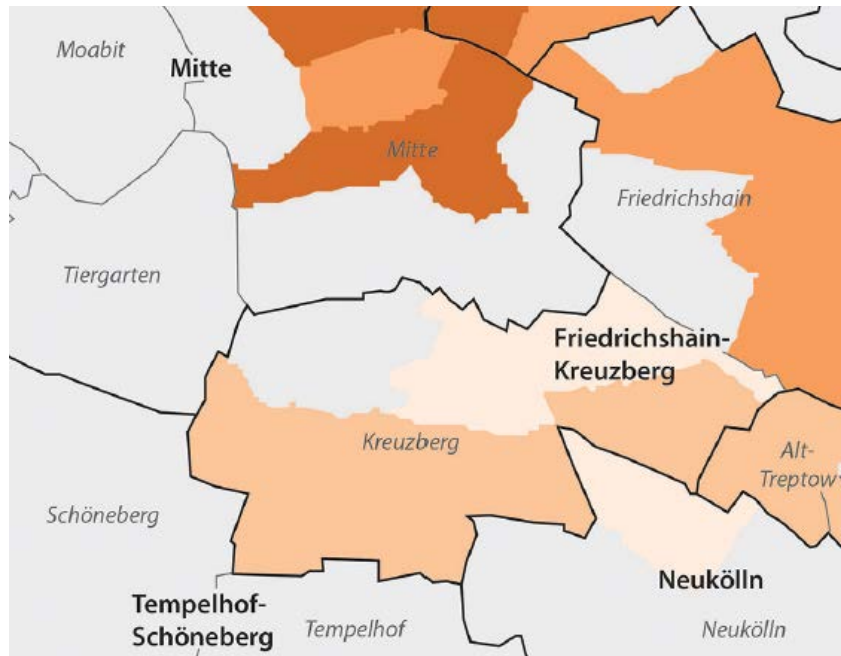 Moabit
Mitte
Mitte
Friedrichshain
Tiergarten
Friedrichshain-
Kreuzberg
Kreuzberg
Alt-
Treptow
Schöneberg
Neukölln
Tempelhof-
Schöneberg
Tempelhof
Neukölln